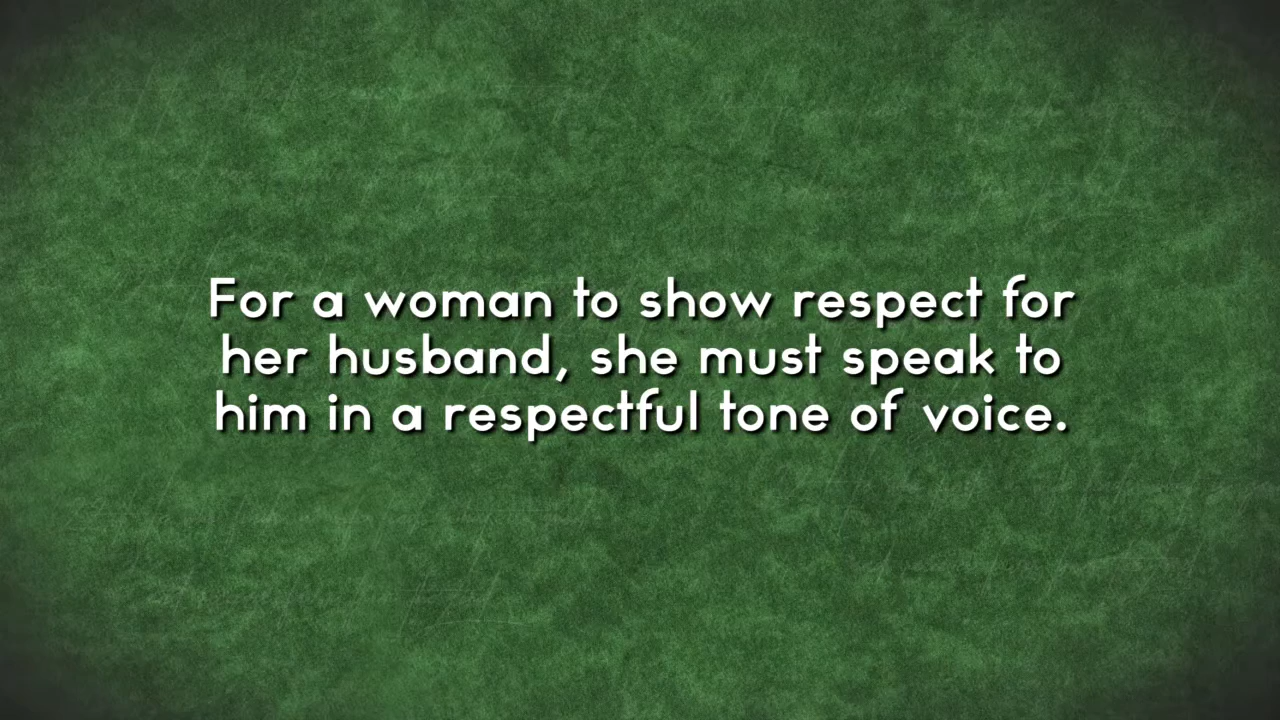 For a woman to show respect for
her husband, she must speak to
him in a respectful tone of voice.